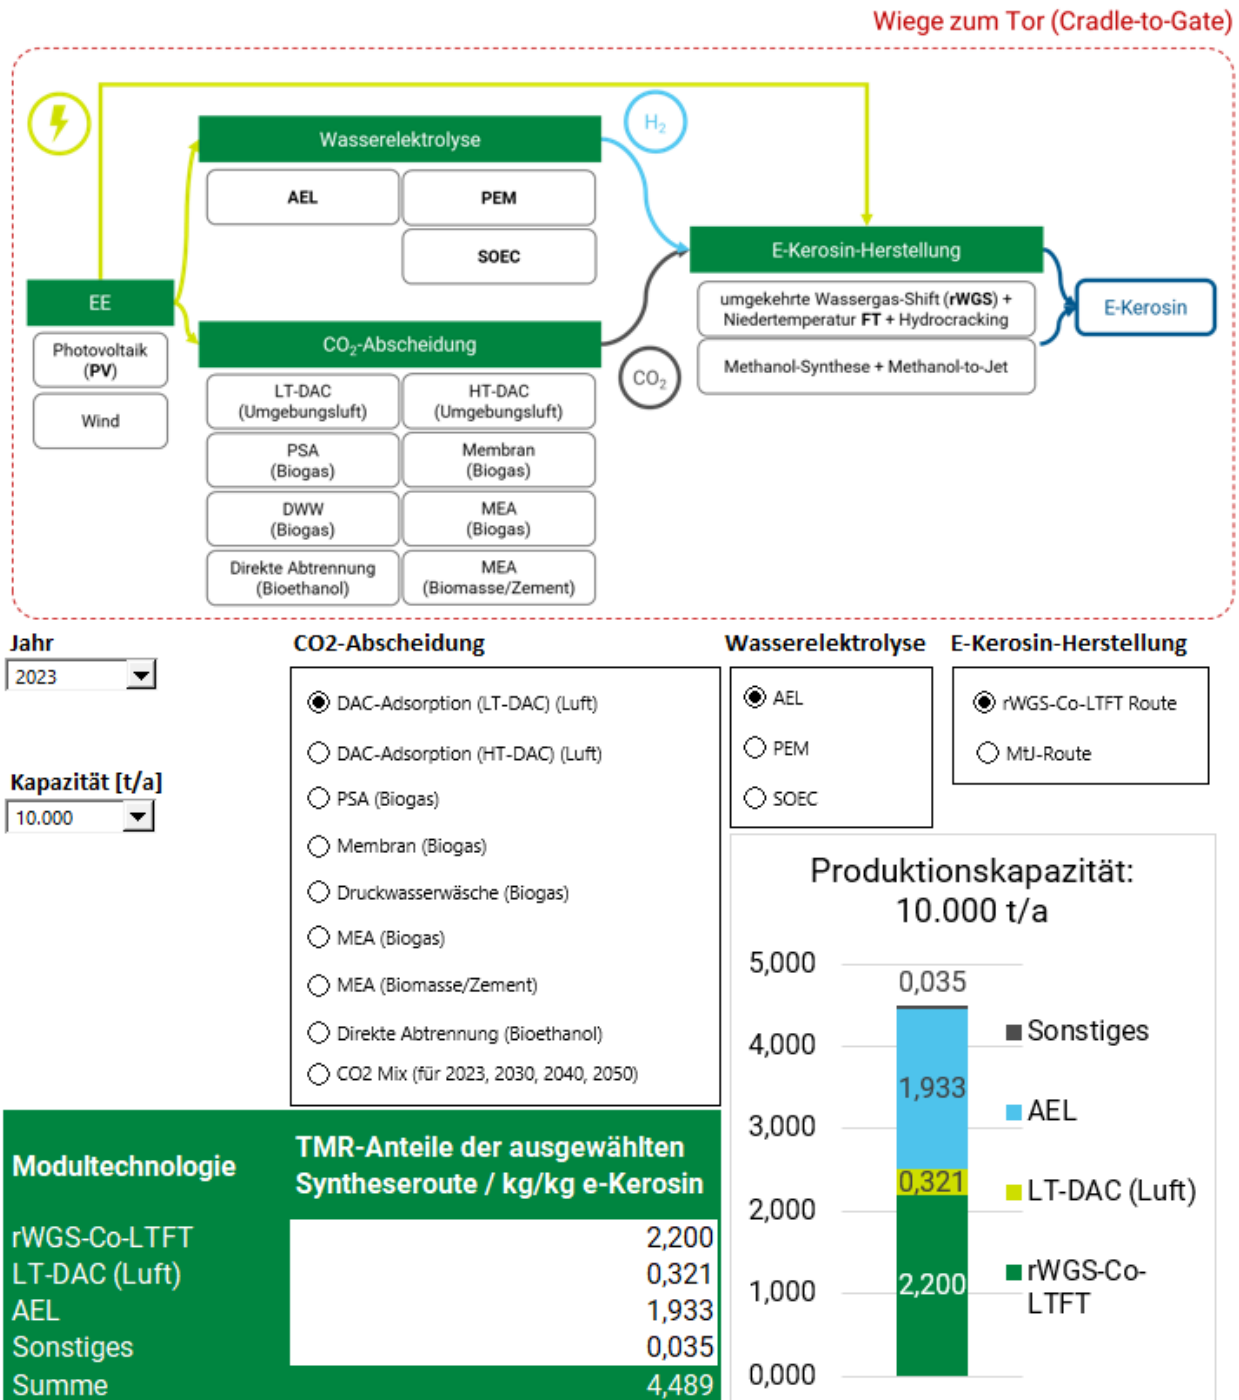 Wiege zum Tor (Cradle-to-Gate)
Wasserelektrolyse
H₂
AEL
PEM
SOEC
E-Kerosin-Herstellung
EE
umgekehrte Wassergas-Shift (rWGS) +
Niedertemperatur FT + Hydrocracking
E-Kerosin
Photovoltaik
(PV)
CO₂-Abscheidung
Methanol-Synthese + Methanol-to-Jet
CO₂
Wind
LT-DAC
(Umgebungsluft)
HT-DAC
(Umgebungsluft)
PSA
(Biogas)
Membran
(Biogas)
DWW
(Biogas)
MEA
(Biogas)
Direkte Abtrennung
(Bioethanol)
MEA
(Biomasse/Zement)
Jahr
2023
Kapazität [t/a]
10.000
CO2-Abscheidung
DAC-Adsorption (LT-DAC) (Luft)
DAC-Adsorption (HT-DAC) (Luft)
PSA (Biogas)
Membran (Biogas)
Druckwasserwäsche (Biogas)
MEA (Biogas)
MEA (Biomasse/Zement)
Direkte Abtrennung (Bioethanol)
CO2 Mix (für 2023, 2030, 2040, 2050)
Wasserelektrolyse
AEL
PEM
SOEC
E-Kerosin-Herstellung
rWGS-Co-LTFT Route
MtJ-Route
Produktionskapazität:
10.000 t/a
5,000
4,000
3,000
2,000
1,000
0,000
0,035
1,933
0,321
2,200
Sonstiges
AEL
LT-DAC (Luft)
rWGS-Co-
LTFT
Modultechnologie
TMR-Anteile der ausgewählten
Syntheseroute / kg/kg e-Kerosin
rWGS-Co-LTFT 2,200
LT-DAC (Luft) 0,321
AEL 1,933
Sonstiges 0,035
Summe 4,489